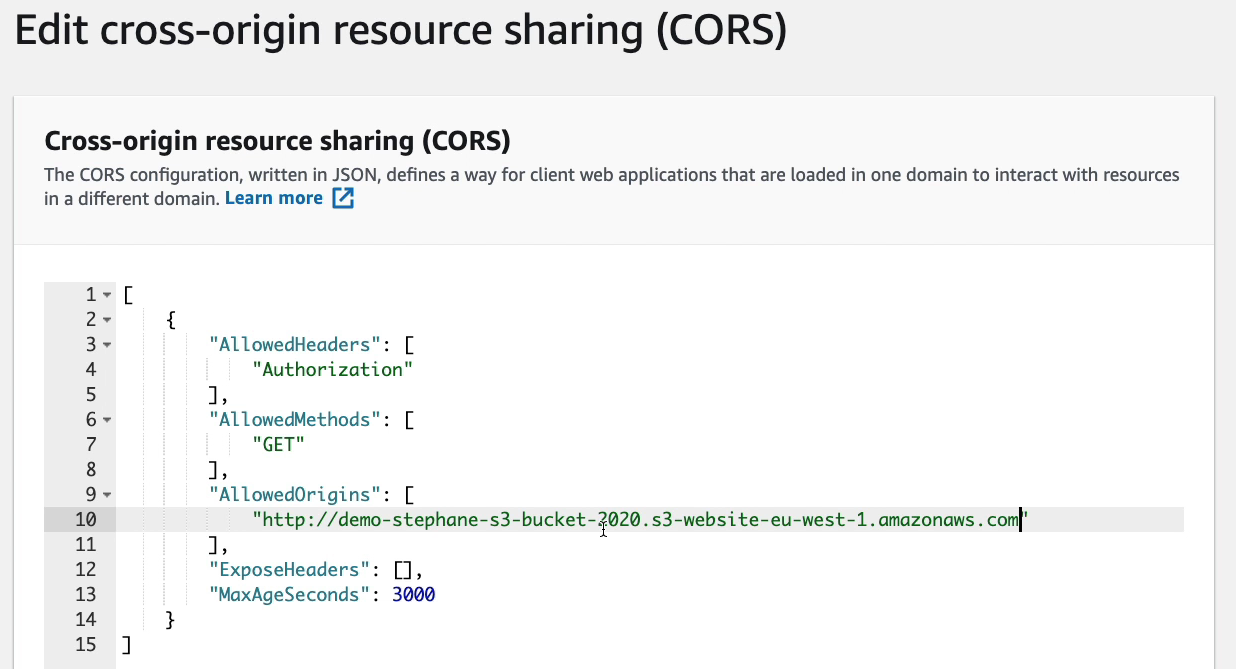 Edit cross-origin resource sharing (CORS)
Cross-origin resource sharing (CORS)
The CORS configuration, written in JSON, defines a way for client web applications that are loaded in one domain to interact with resources
in a different domain. Learn more
1 [
2     {
3         "AllowedHeaders": [
4             "Authorization"
5         ],
6         "AllowedMethods": [
7             "GET"
8         ],
9         "AllowedOrigins": [
10             "http://demo-stephane-s3-bucket-2020.s3-website-eu-west-1.amazonaws.com"
11         ],
12         "ExposeHeaders": [],
13         "MaxAgeSeconds": 3000
14     }
15 ]